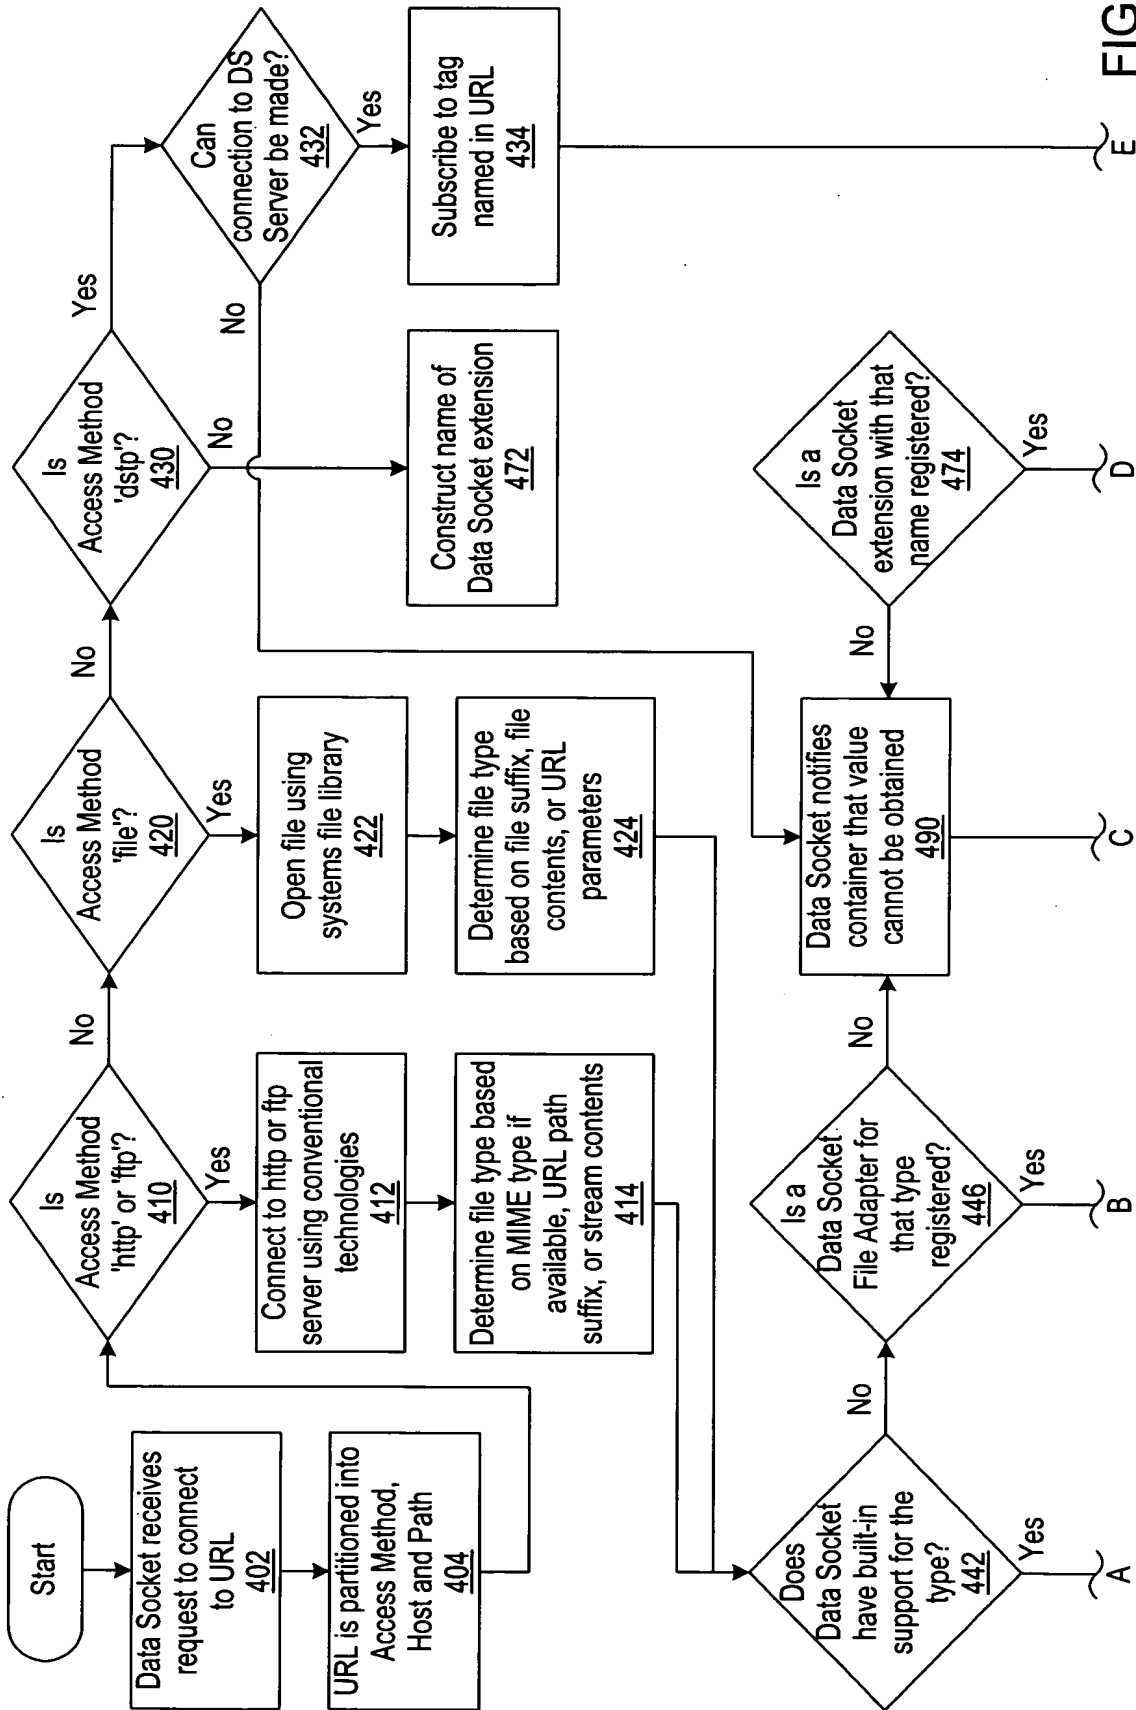 Start
Data Socket receives
request to connect
to URL
402
URL is partitioned into
Access Method,
Host and Path
404
Is
Access Method
'http' or 'ftp'?
410
No
Yes
Connect to http or ftp
server using conventional
technologies
412
Determine file type based
on MIME type if
available, URL path
suffix, or stream contents
414
Is
Access Method
'file'?
420
No
Yes
Open file using
systems file library
422
Determine file type
based on file suffix, file
contents, or URL
parameters
424
Is
Access Method
'dstp'?
430
Yes
No
Construct name of
Data Socket extension
472
Can
connection to DS
Server be made?
432
No
Yes
Subscribe to tag
named in URL
434
Does
Data Socket
have built-in
support for the
type?
442
No
Yes
Is a
Data Socket
File Adapter for
that type
registered?
446
No
Yes
Data Socket notifies
container that value
cannot be obtained
490
Is a
Data Socket
extension with that
name registered?
474
No
Yes
A
B
C
D
E
FIG